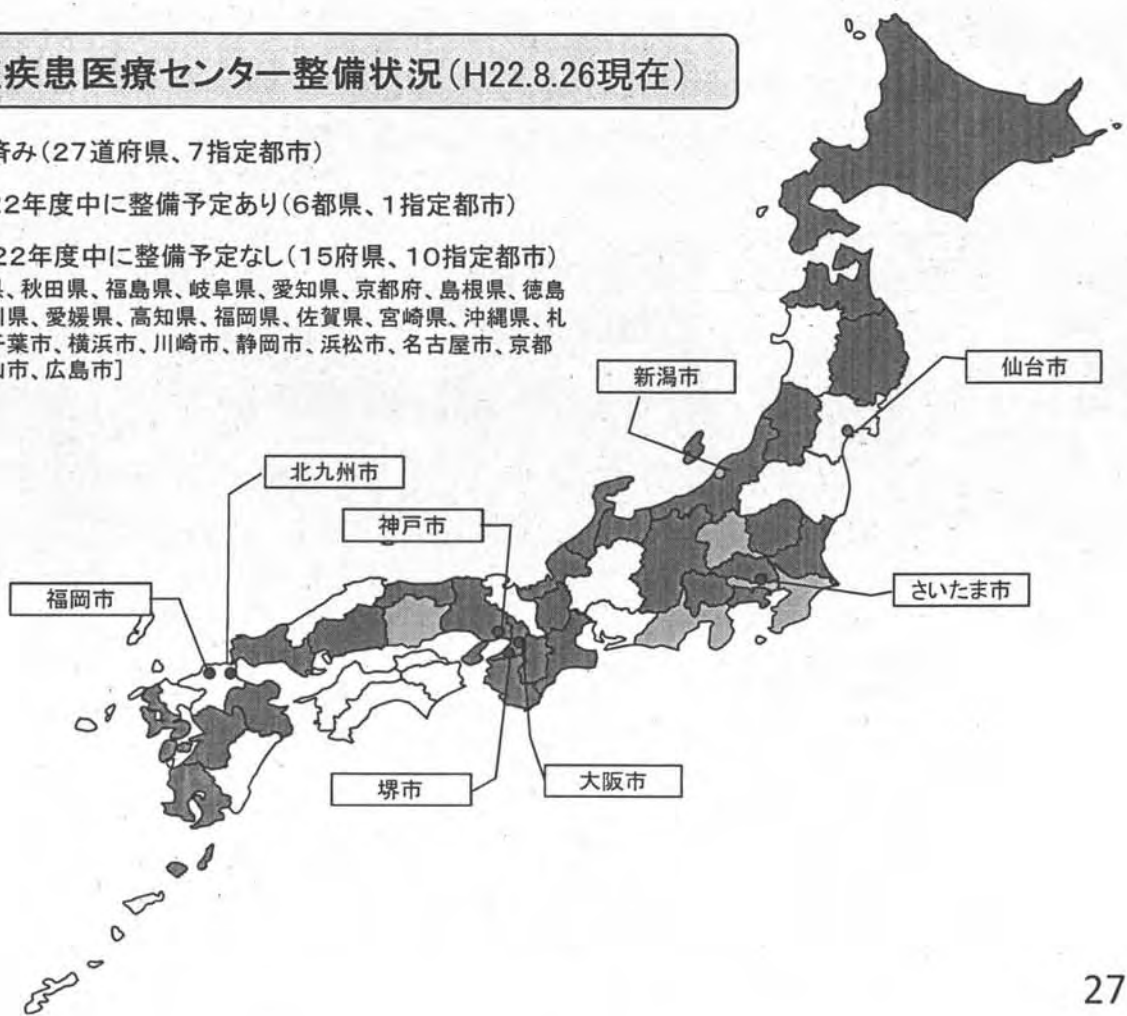 疾患医療センター整備状況(H22.8.26現在)
済み(27道府県、7指定都市)
22年度中に整備予定あり(6都県、1指定都市)
22年度中に整備予定なし(15府県、10指定都市)
県、秋田県、福島県、岐阜県、愛知県、京都府、島根県、徳島
川県、愛媛県、高知県、福岡県、佐賀県、宮崎県、沖縄県、札
千葉市、横浜市、川崎市、静岡市、浜松市、名古屋市、京都
山市、広島市]
新潟市
仙台市
北九州市
神戸市
福岡市
さいたま市
堺市
大阪市
27